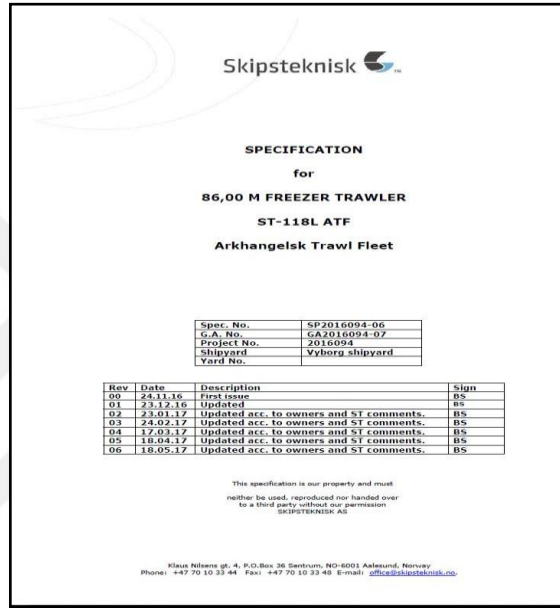 Skipsteknisk
SPECIFICATION
for
86,00 M FREEZER TRAWLER
ST-118L ATF
Arkhangelsk Trawl Fleet
Spec. No. SP2016094-06
G.A. No. GA2016094-07
Project No. 2016094
Shipyard Vyborg shipyard
Yard No.
Rev Date Description Sign
00 24.11.16 First issue BS
01 23.12.16 Updated BS
02 23.01.17 Updated acc. to owners and ST comments. BS
03 24.02.17 Updated acc. to owners and ST comments. BS
04 17.03.17 Updated acc. to owners and ST comments. BS
05 18.04.17 Updated acc. to owners and ST comments. BS
06 18.05.17 Updated acc. to owners and ST comments. BS
This specification is our property and must
neither be used, reproduced nor handed over
to a third party without our permission
SKIPSTEKNISK AS
Klaus Nilsens gt. 4, P.O.Box 36 Sentrum, NO-6001 Aalesund, Norway
Phone: +47 70 10 33 44 Fax: +47 70 10 33 48 E-mail: office@skipsteknisk.no.